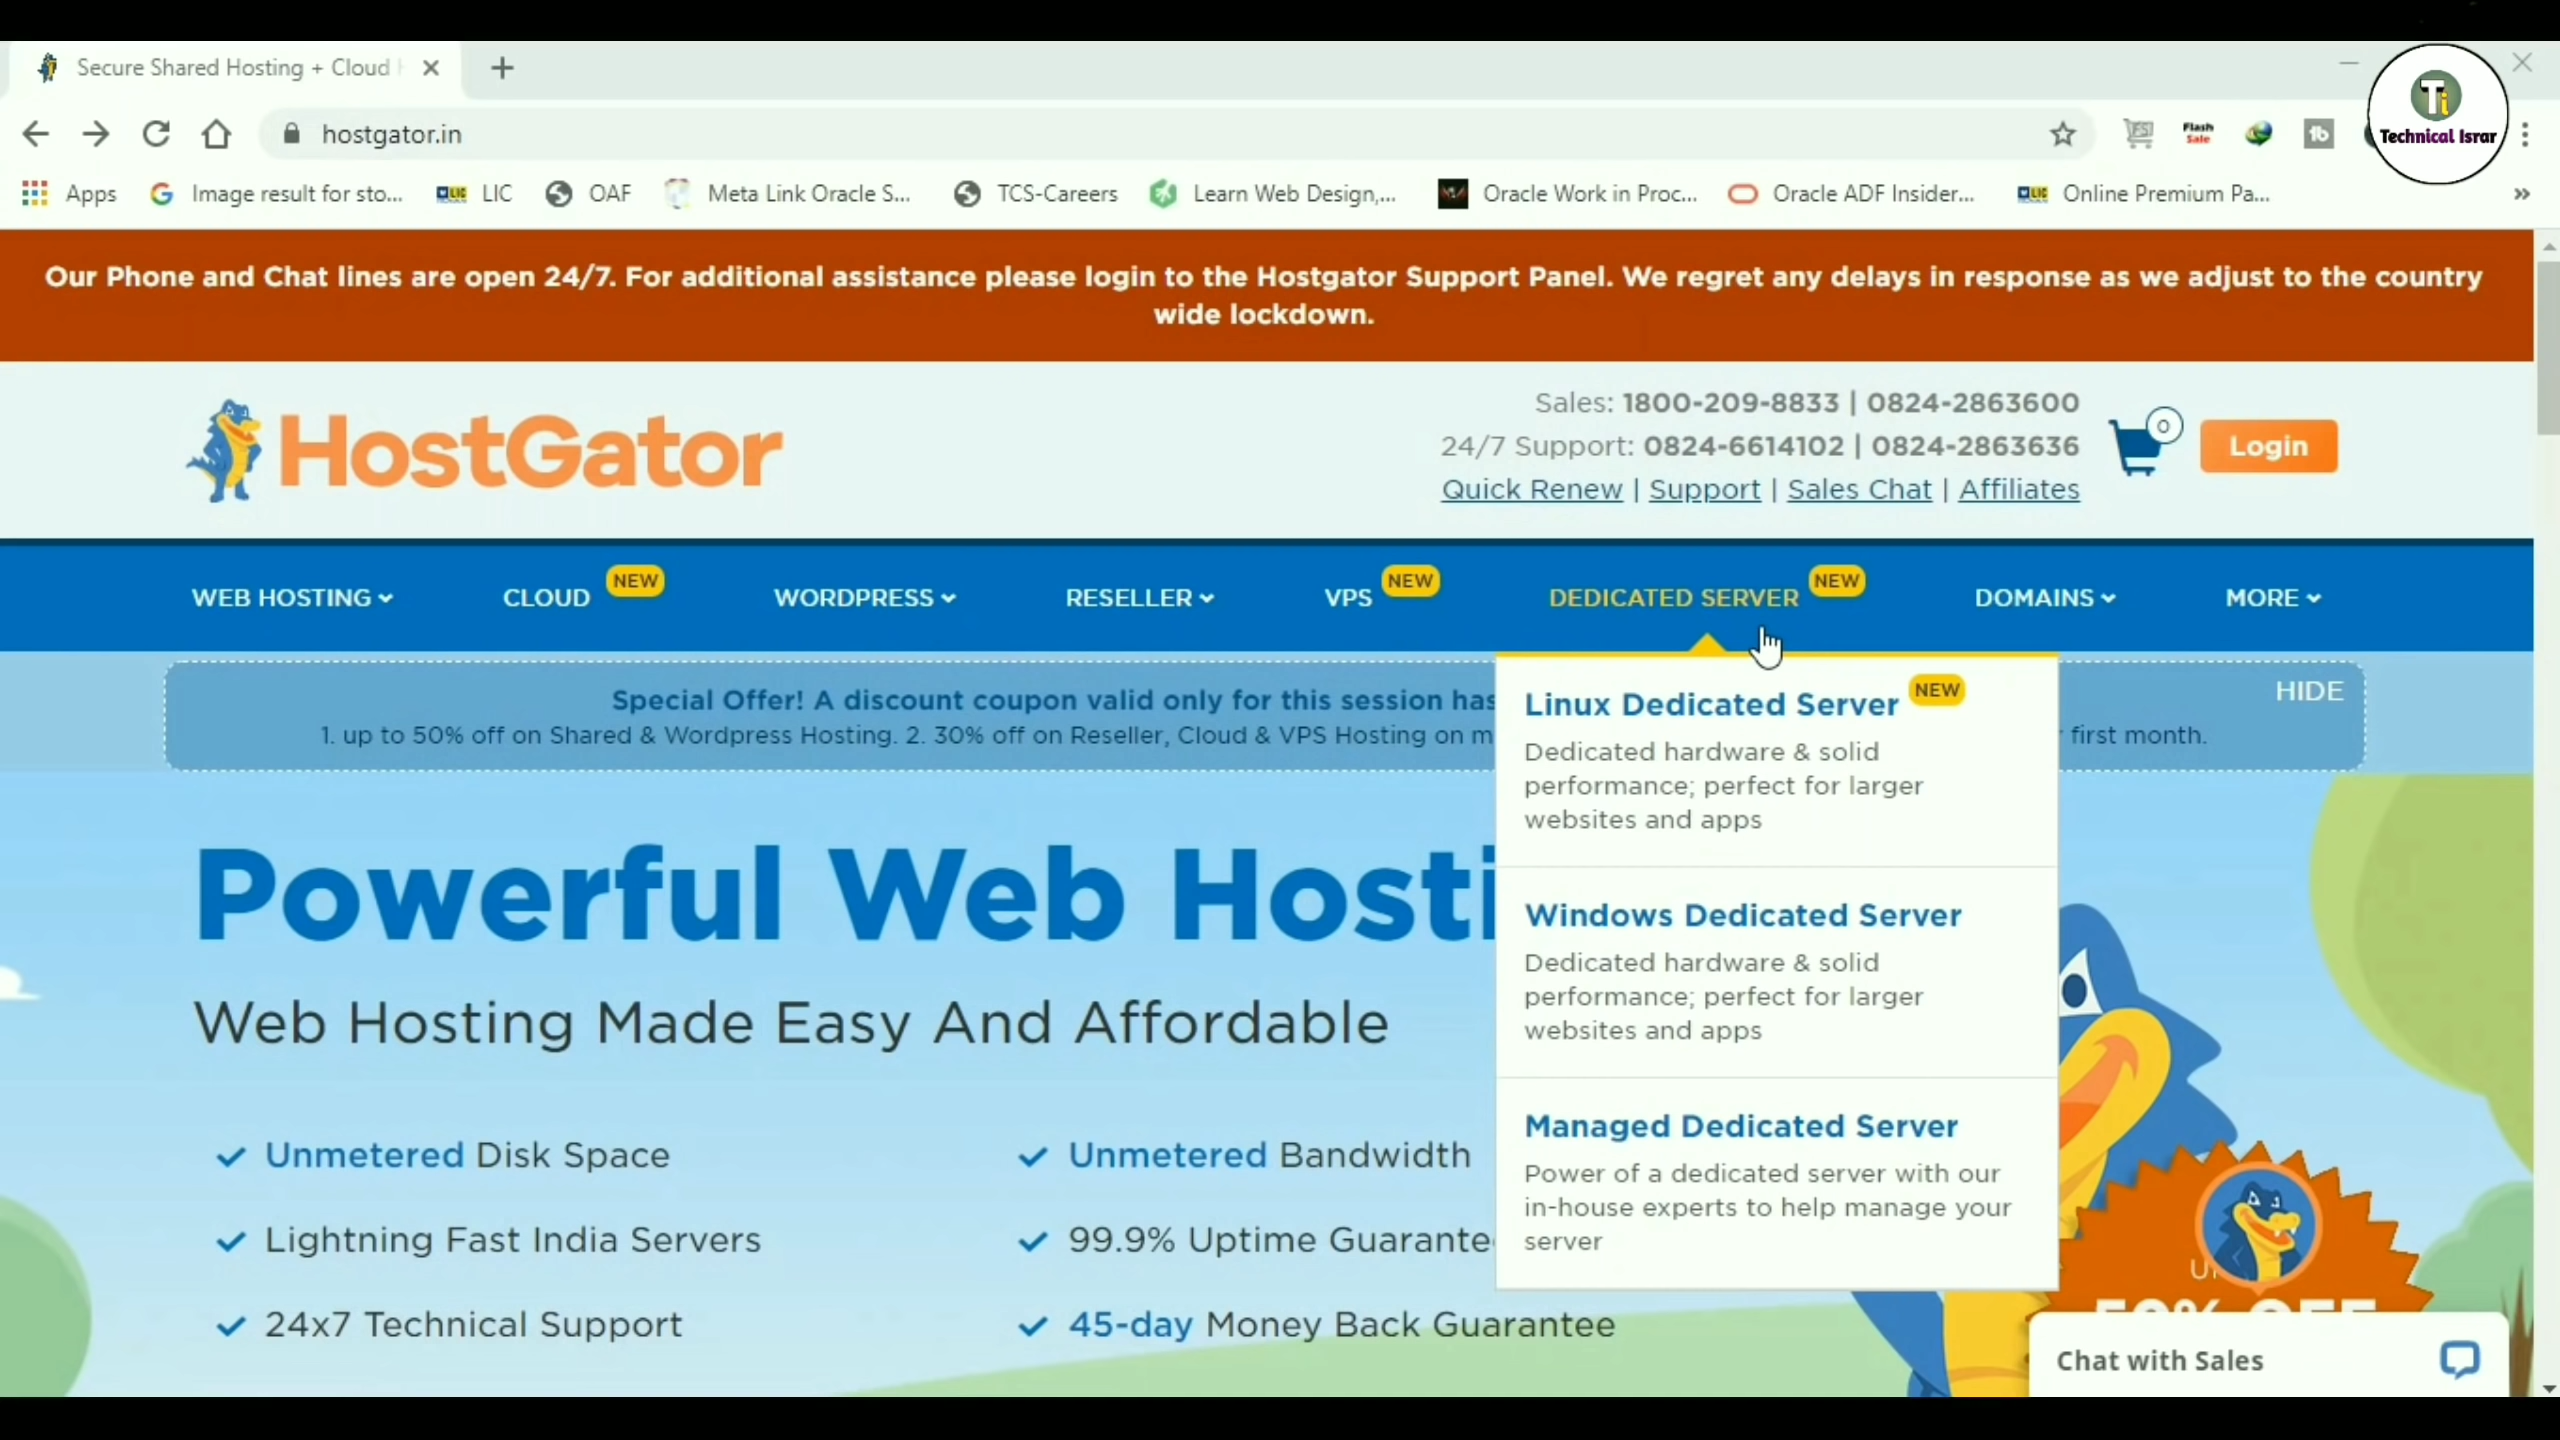 Secure Shared Hosting + Cloud
hostgator.in
Flash
Sale
Ti
Technical Israr
Apps
Image result for sto...
LIC
OAF
Meta Link Oracle S...
TCS-Careers
Learn Web Design,...
Oracle Work in Proc...
Oracle ADF Insider...
Online Premium Pa...
»
Our Phone and Chat lines are open 24/7. For additional assistance please login to the Hostgator Support Panel. We regret any delays in response as we adjust to the country
wide lockdown.
HostGator
Sales: 1800-209-8833 | 0824-2863600
24/7 Support: 0824-6614102 | 0824-2863636
Quick Renew | Support | Sales Chat | Affiliates
0
Login
WEB HOSTING
CLOUD NEW
WORDPRESS
RESELLER
VPS NEW
DEDICATED SERVER NEW
DOMAINS
MORE
Special Offer! A discount coupon valid only for this session has
HIDE
1. up to 50% off on Shared & Wordpress Hosting. 2. 30% off on Reseller, Cloud & VPS Hosting on
first month.
Linux Dedicated Server NEW
Dedicated hardware & solid
performance; perfect for larger
websites and apps
Windows Dedicated Server
Dedicated hardware & solid
performance; perfect for larger
websites and apps
Managed Dedicated Server
Power of a dedicated server with our
in-house experts to help manage your
server
Powerful Web Hosti
Web Hosting Made Easy And Affordable
Unmetered Disk Space
Unmetered Bandwidth
Lightning Fast India Servers
99.9% Uptime Guarante
24x7 Technical Support
45-day Money Back Guarantee
50% OFF
Chat with Sales